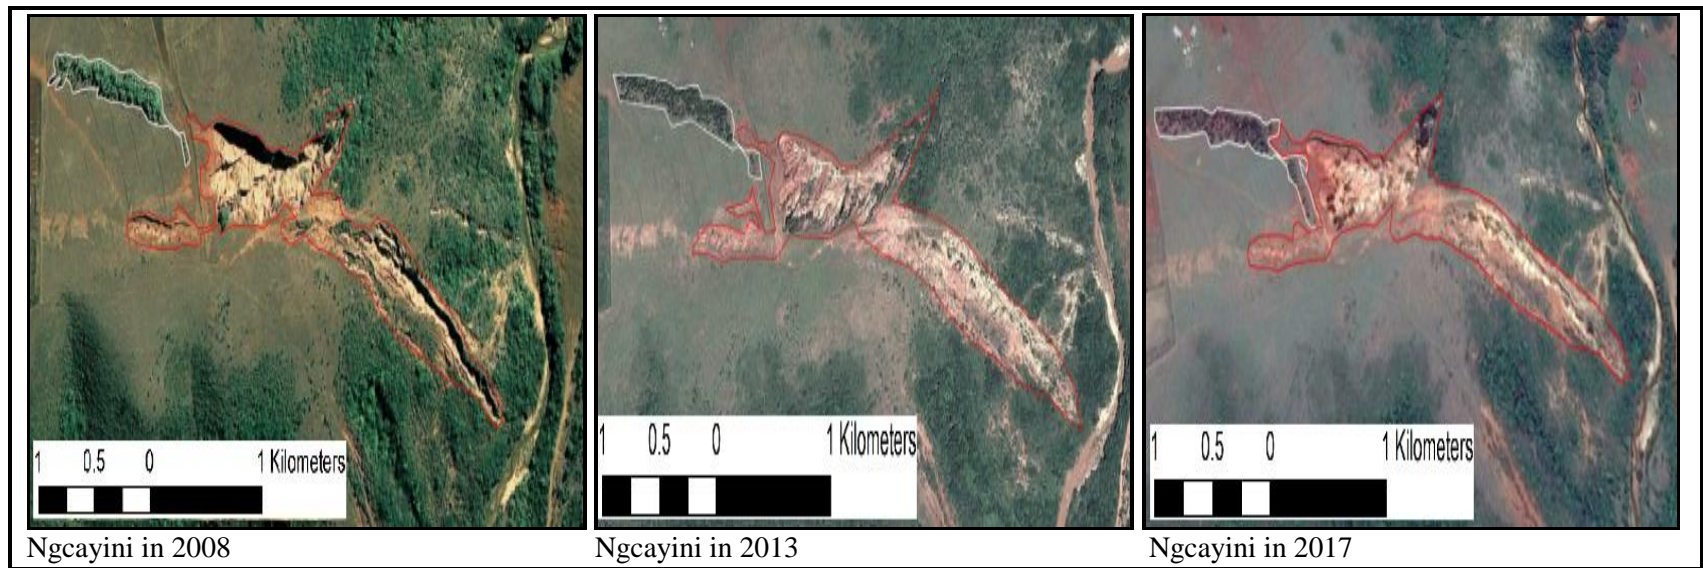 1 0.5 0 1 Kilometers
1 0.5 0 1 Kilometers
1 0.5 0 1 Kilometers
Ngcayini in 2008
Ngcayini in 2013
Ngcayini in 2017